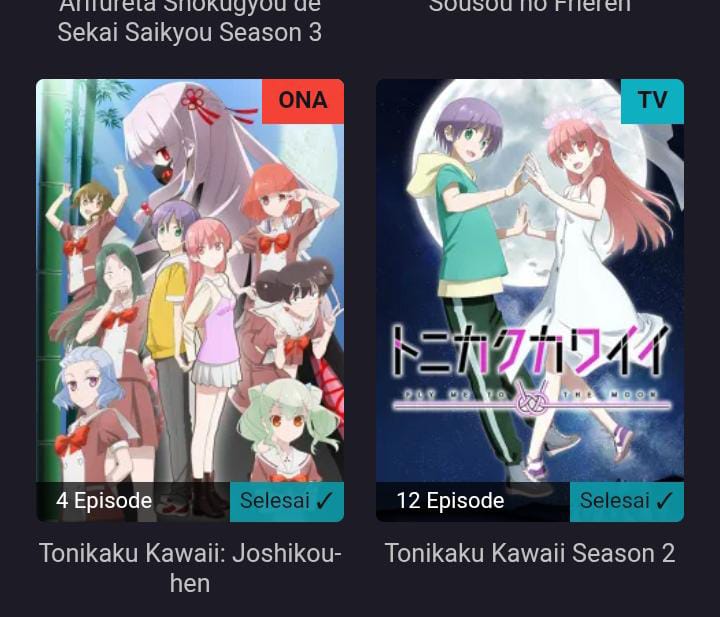 Arifureta Shokugyou de
Sekai Saikyou Season 3
Sousou no Frieren
ONA
4 Episode
Selesai ✓
Tonikaku Kawaii: Joshikou-
hen
TV
トニカクカワイイ
FLY ME TO THE MOON
12 Episode
Selesai ✓
Tonikaku Kawaii Season 2